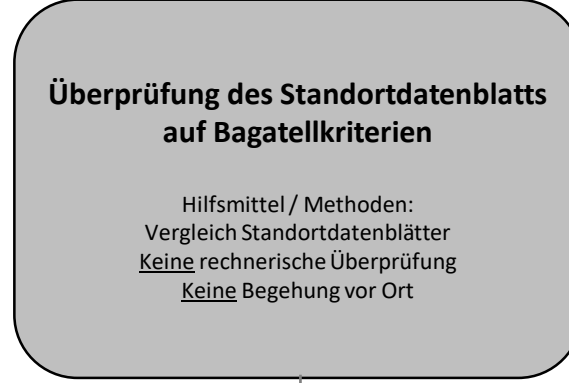 Überprüfung des Standortdatenblatts
auf Bagatellkriterien
Hilfsmittel / Methoden:
Vergleich Standortdatenblätter
Keine rechnerische Überprüfung
Keine Begehung vor Ort